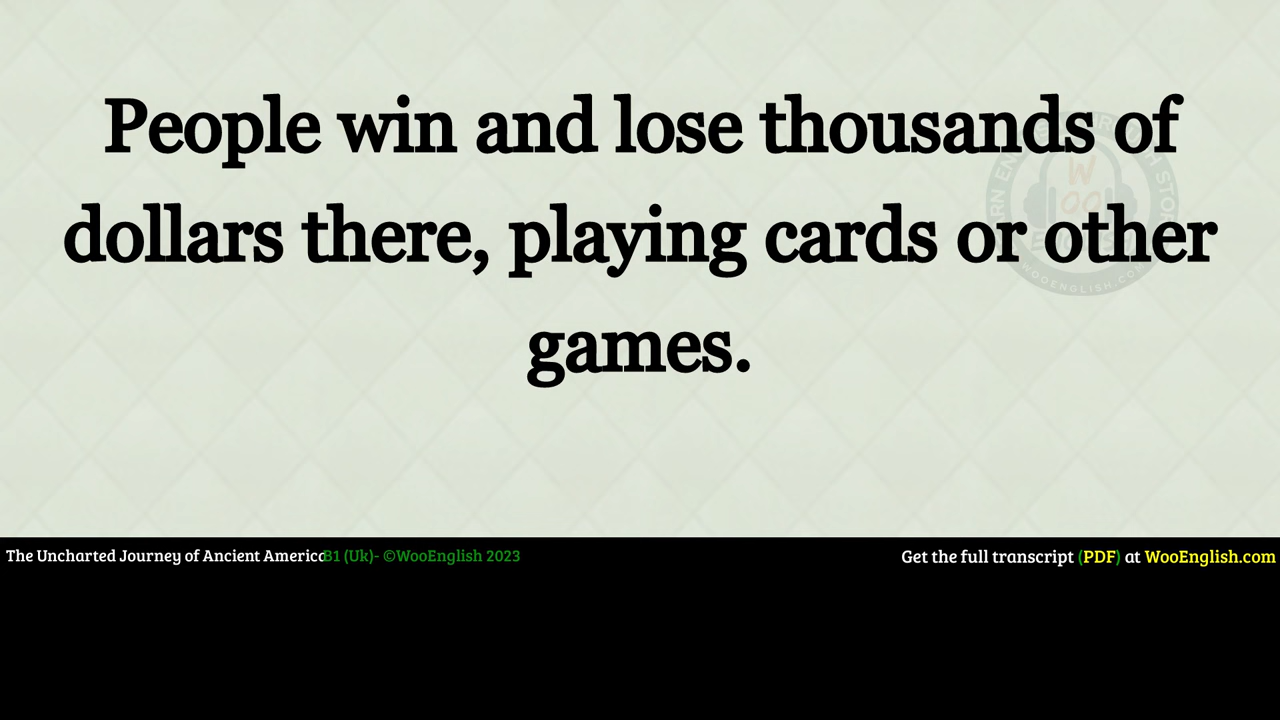 People win and lose thousands of
dollars there, playing cards or other
games.
The Uncharted Journey of Ancient America B1 (Uk)- ©WooEnglish 2023
Get the full transcript (PDF) at WooEnglish.com